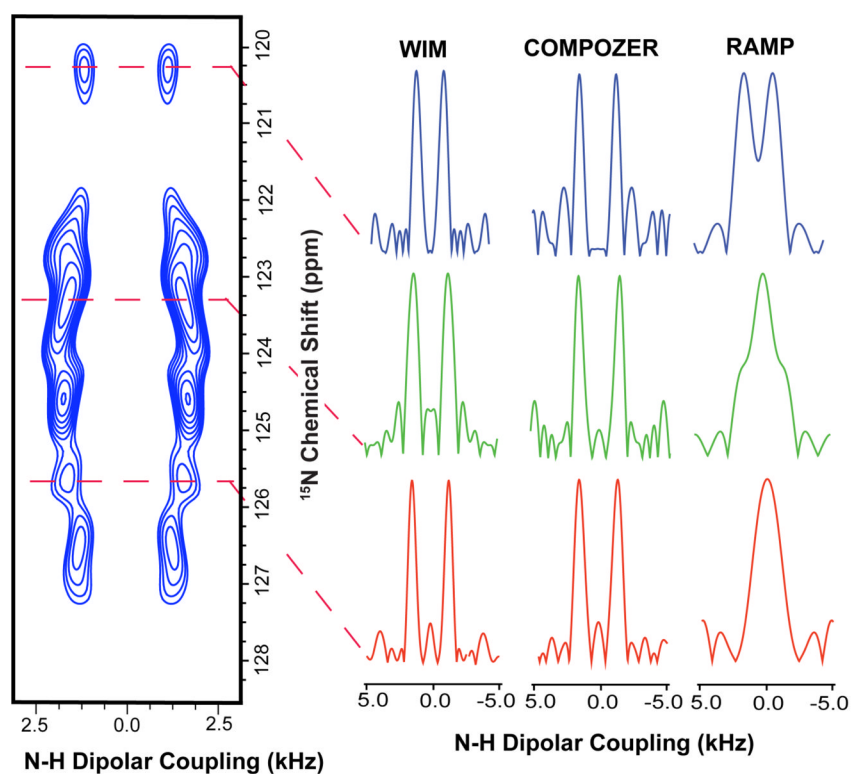 WIM COMPOZER RAMP
120
121
122
123
124
125
126
127
128
¹⁵N Chemical Shift (ppm)
2.5 0.0 2.5
N-H Dipolar Coupling (kHz)
5.0 0.0 -5.0 5.0 0.0 -5.0 5.0 0.0 -5.0
N-H Dipolar Coupling (kHz)